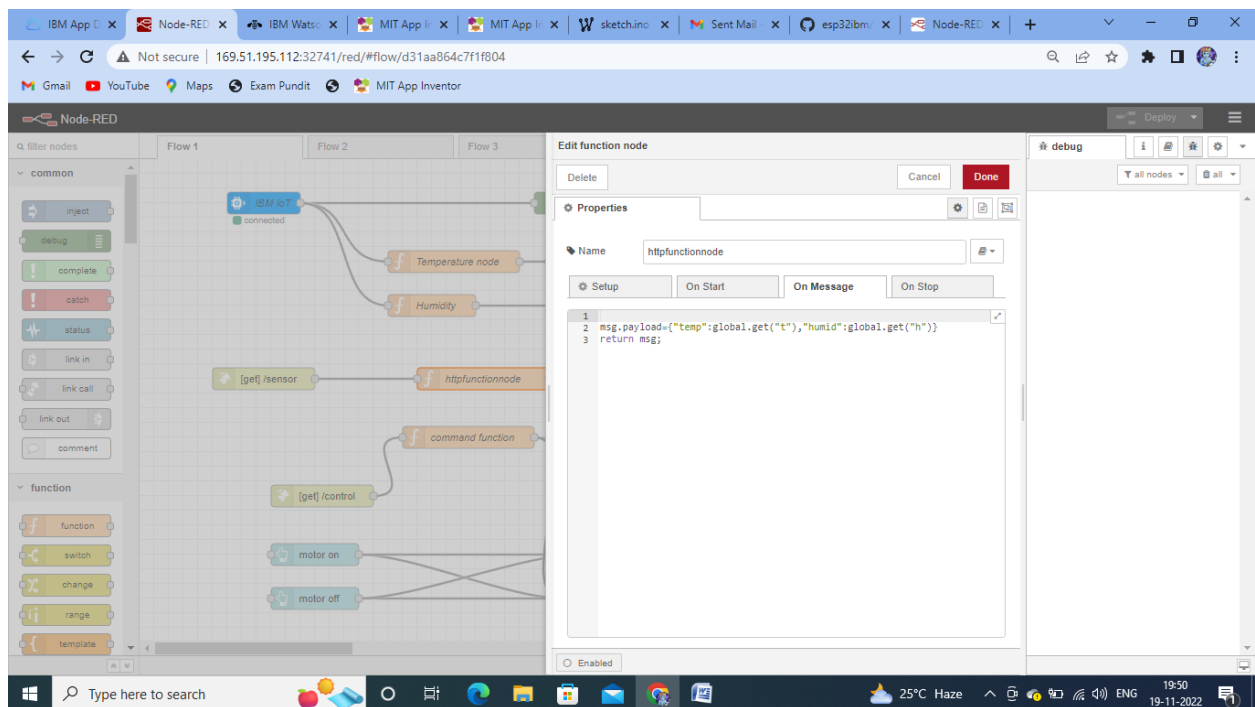 IBM App D
Node-RED
IBM Watso
MIT App In
MIT App In
sketch.ino
Sent Mail -
esp32ibm/
Node-RED
Not secure | 169.51.195.112:32741/red/#flow/d31aa864c7f1f804
Gmail YouTube Maps Exam Pundit MIT App Inventor
Node-RED
Deploy
filter nodes
common
inject
debug
complete
catch
status
link in
link call
link out
comment
function
function
switch
change
range
template
Flow 1 Flow 2 Flow 3
IBM IoT
connected
Temperature node
Humidity
[get] /sensor
httpfunctionnode
command function
[get] /control
motor on
motor off
Edit function node
Delete Cancel Done
Properties
Name httpfunctionnode
Setup On Start On Message On Stop
1
2 msg.payload={"temp":global.get("t"),"humid":global.get("h")}
3 return msg;
Enabled
debug
all nodes all
Type here to search
25°C Haze
ENG
19:50
19-11-2022
1